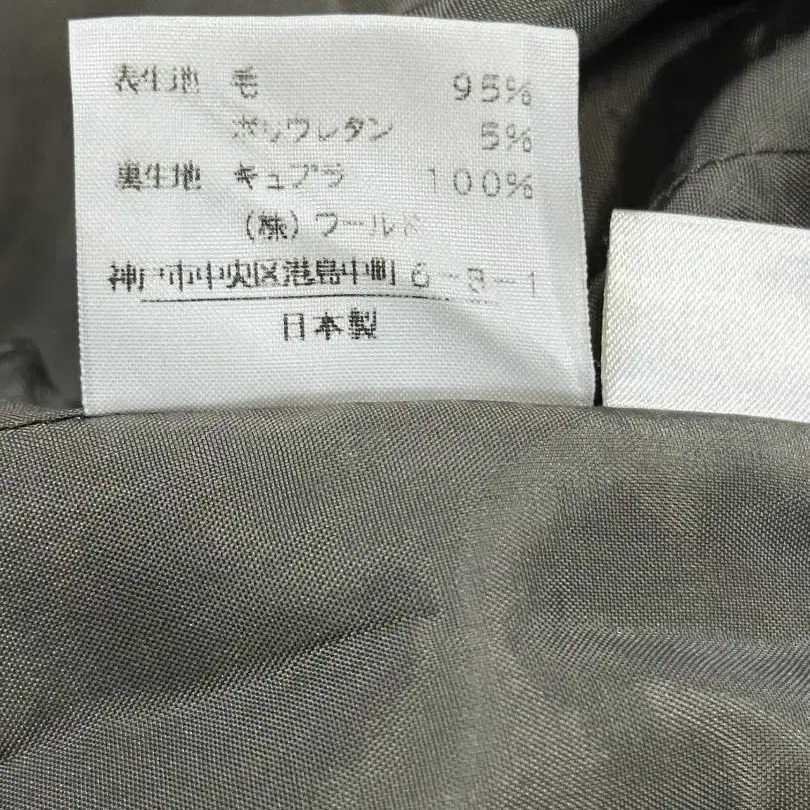 表生地 毛 95%
ポリウレタン 5%
裏生地 キュプラ 100%
(株)ワールド
神戸市中央区港島中町6-8-1
日本製